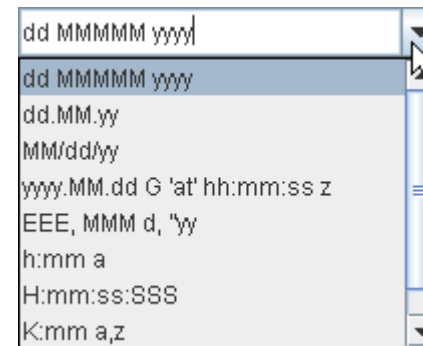 dd MMMMM yyyy
dd MMMMM yyyy
dd.MM.yy
MM/dd/yy
yyyy.MM.dd G 'at' hh:mm:ss z
EEE, MMM d, ''yy
h:mm a
H:mm:ss:SSS
K:mm a,z